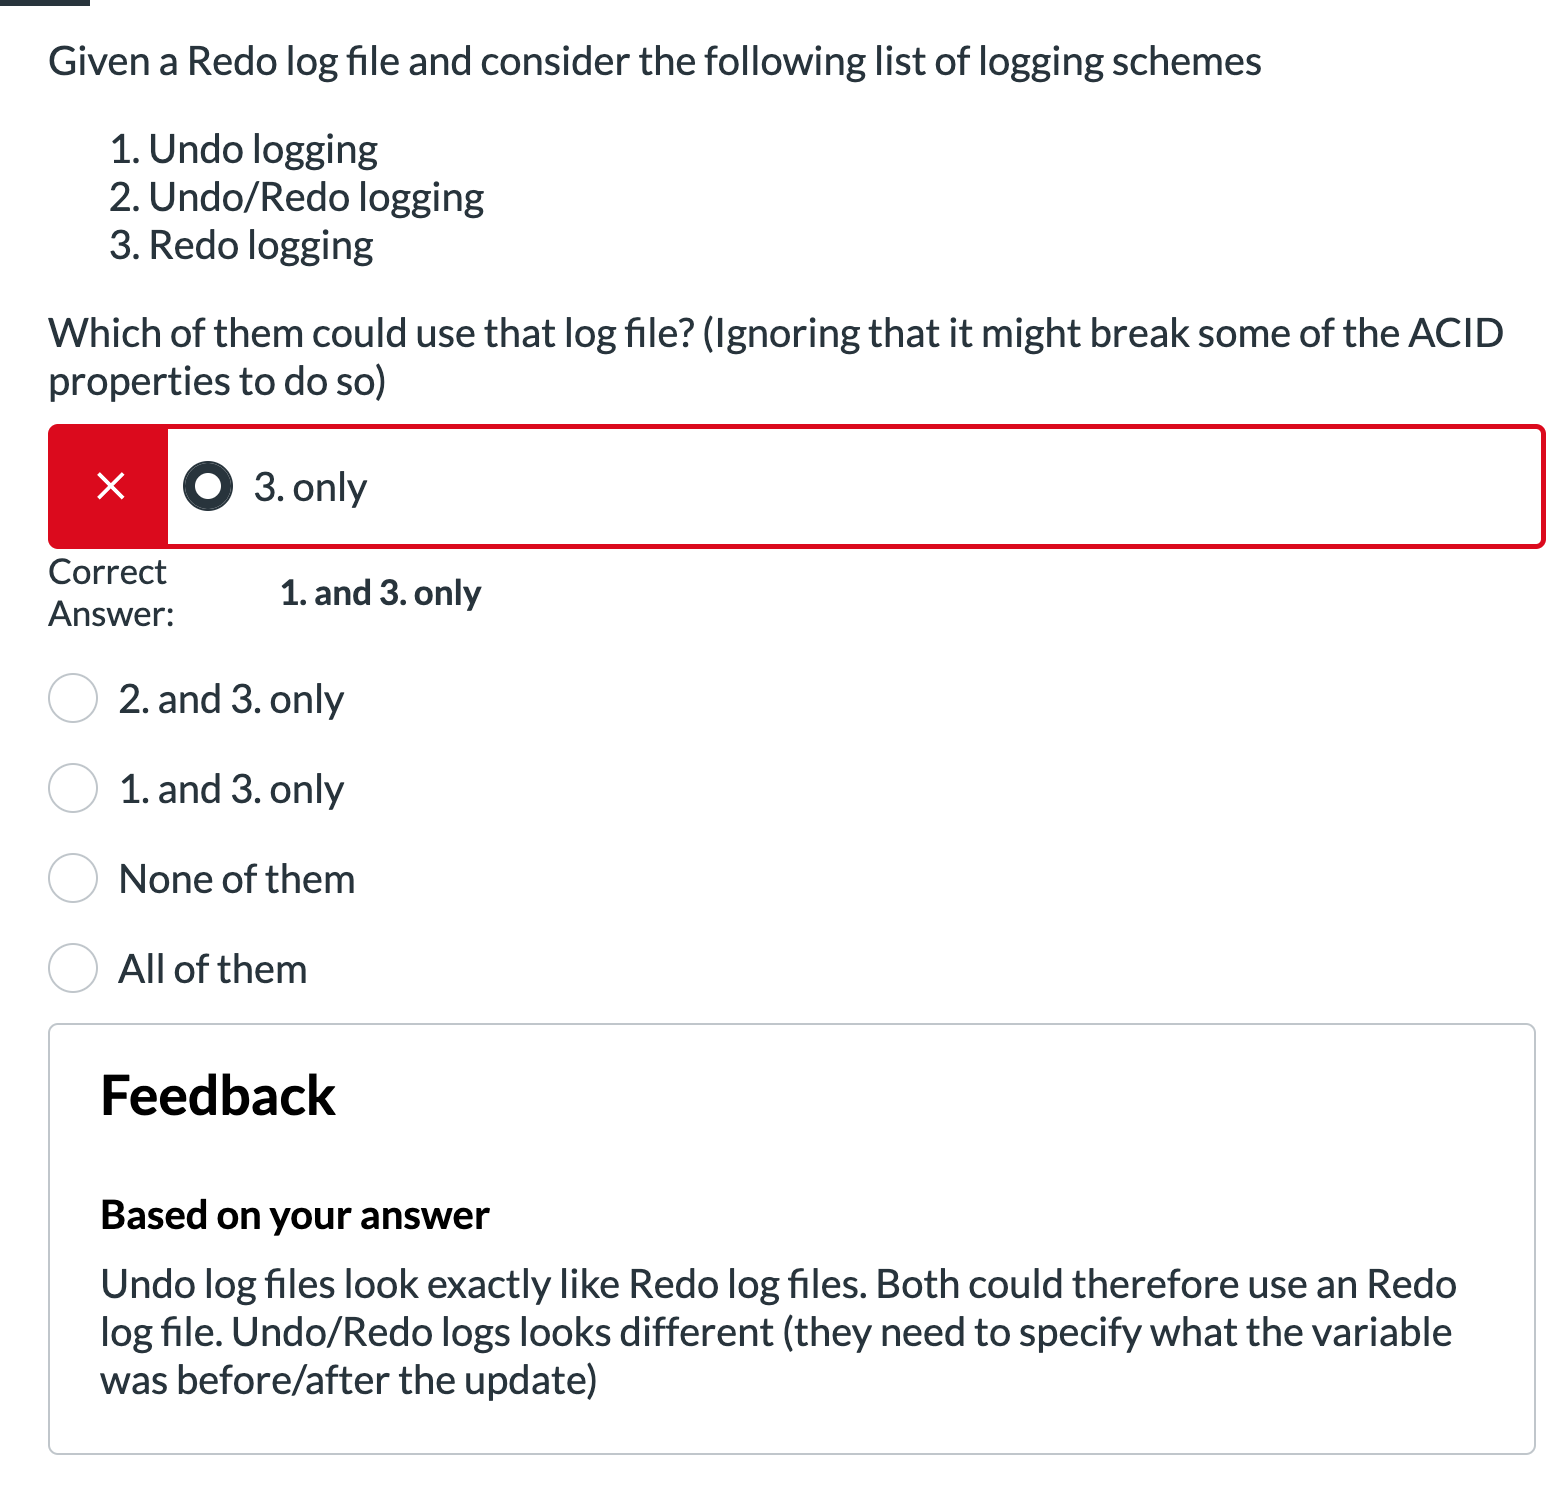 Given a Redo log file and consider the following list of logging schemes
1. Undo logging
2. Undo/Redo logging
3. Redo logging
Which of them could use that log file? (Ignoring that it might break some of the ACID
properties to do so)
3. only
Correct
Answer:
1. and 3. only
2. and 3. only
1. and 3. only
None of them
All of them
Feedback
Based on your answer
Undo log files look exactly like Redo log files. Both could therefore use an Redo
log file. Undo/Redo logs looks different (they need to specify what the variable
was before/after the update)